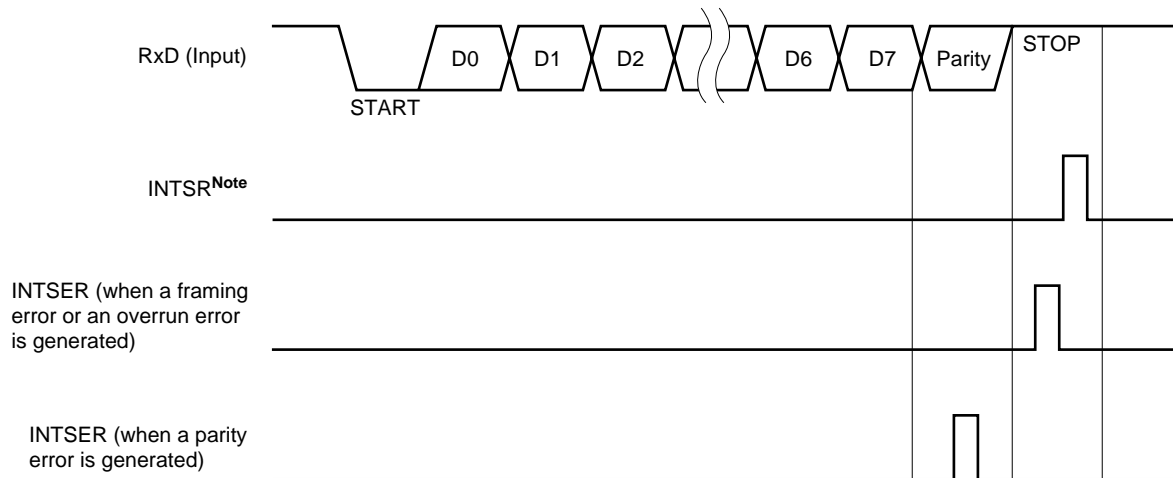 RxD (Input)
START
D0 D1 D2 D6 D7 Parity STOP
INTSRNote
INTSER (when a framing
error or an overrun error
is generated)
INTSER (when a parity
error is generated)